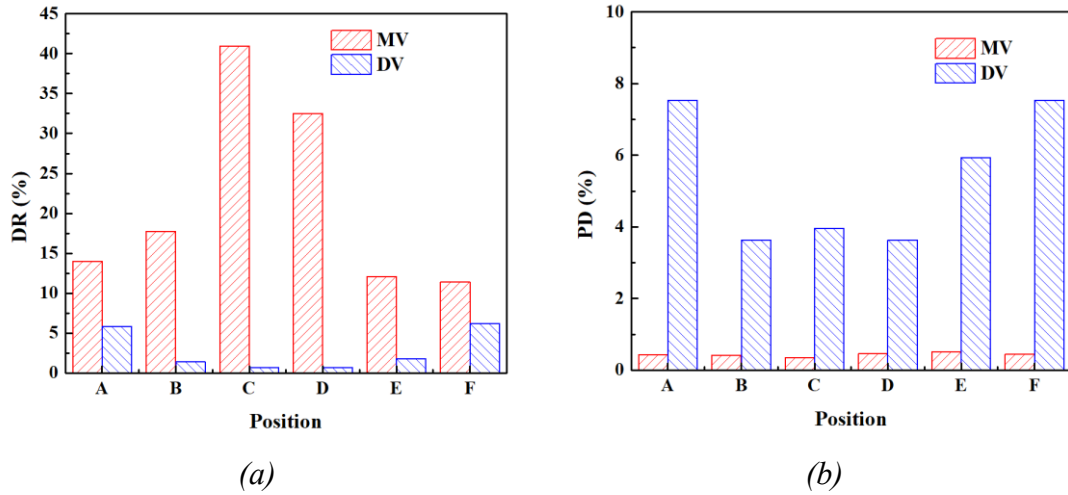 45
40
35
30
25
20
15
10
5
0
DR (%)
MV
DV
A B C D E F
Position
(a)
10
8
6
4
2
0
PD (%)
MV
DV
A B C D E F
Position
(b)